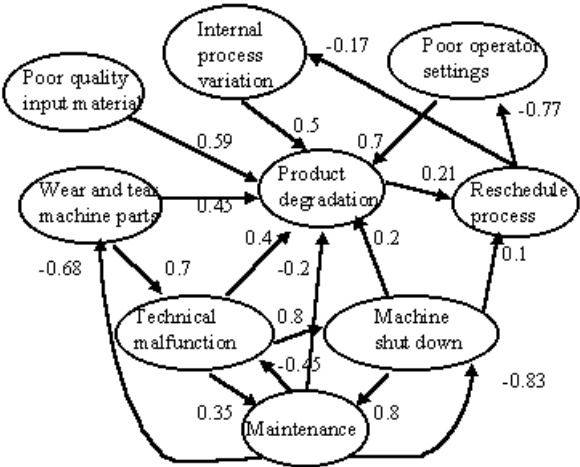 Internal
process
variation
-0.17
Poor operator
settings
Poor quality
input material
-0.77
0.59
0.5
0.7
Product
degradation
0.21
Reschedule
process
Wear and tear
machine parts
0.45
-0.68
0.7
0.4
-0.2
0.2
0.1
Technical
malfunction
0.8
Machine
shut down
-0.45
-0.83
0.35
Maintenance
0.8